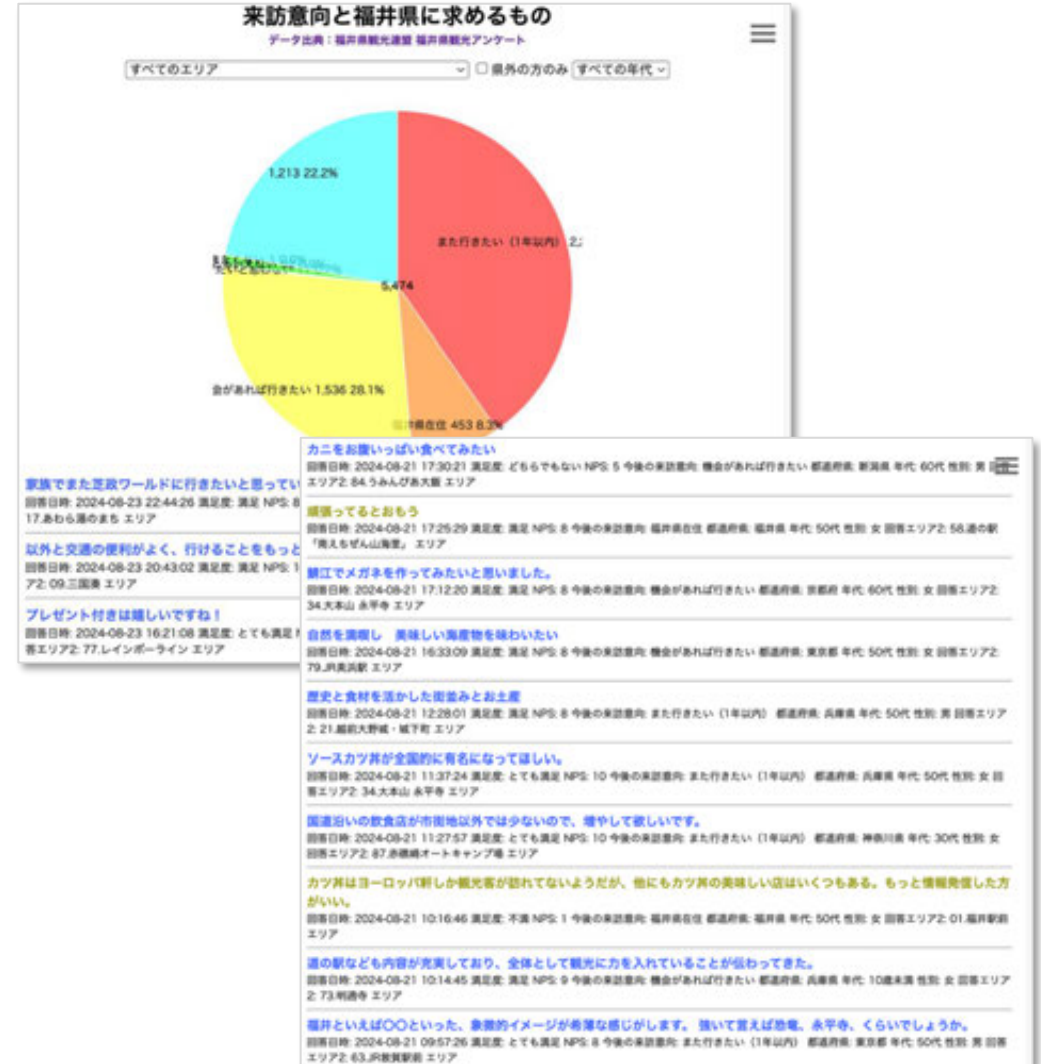 来訪意向と福井県に求めるもの
データ出典：福井県観光連盟 福井県観光アンケート
すべてのエリア
県外の方のみ
すべての年代
1,213 22.2%
また行きたい（1年以内）
5,474
会があれば行きたい 1,536 28.1%
福井県在住 453 8.3%
家族でまた芝政ワールドに行きたいと思ってい
回答日時: 2024-08-23 22:44:26 満足度: 満足 NPS: 8
17.あわら湯のまち エリア
以外と交通の便利がよく、行けることをもっと
回答日時: 2024-08-23 20:43:02 満足度: 満足 NPS: 1
ア2: 09.三国湊 エリア
プレゼント付きは嬉しいですね！
回答日時: 2024-08-23 16:21:08 満足度: とても満足
答エリア2: 77.レインボーライン エリア
カニをお腹いっぱい食べてみたい
回答日時: 2024-08-21 17:30:21 満足度: どちらでもない NPS: 5 今後の来訪意向: 機会があれば行きたい 都道府県: 新潟県 年代: 60代 性別: 男
エリア2: 84.うみんぴあ大飯 エリア
頑張ってるとおもう
回答日時: 2024-08-21 17:25:29 満足度: 満足 NPS: 8 今後の来訪意向: 福井県在住 都道府県: 福井県 年代: 50代 性別: 女 回答エリア2: 58.道の駅
「南えちぜん山海里」 エリア
鯖江でメガネを作ってみたいと思いました。
回答日時: 2024-08-21 17:12:20 満足度: 満足 NPS: 8 今後の来訪意向: 機会があれば行きたい 都道府県: 京都府 年代: 60代 性別: 女 回答エリア2:
34.大本山 永平寺 エリア
自然を満喫し 美味しい海産物を味わいたい
回答日時: 2024-08-21 16:33:09 満足度: 満足 NPS: 8 今後の来訪意向: 機会があれば行きたい 都道府県: 東京都 年代: 50代 性別: 女 回答エリア2:
79.JR美浜駅 エリア
歴史と食材を活かした街並みとお土産
回答日時: 2024-08-21 12:28:01 満足度: 満足 NPS: 8 今後の来訪意向: また行きたい（1年以内） 都道府県: 兵庫県 年代: 50代 性別: 男 回答エリア
2: 21.越前大野城・城下町 エリア
ソースカツ丼が全国的に有名になってほしい。
回答日時: 2024-08-21 11:37:24 満足度: とても満足 NPS: 10 今後の来訪意向: また行きたい（1年以内） 都道府県: 兵庫県 年代: 50代 性別: 女 回
答エリア2: 34.大本山 永平寺 エリア
国道沿いの飲食店が市街地以外では少ないので、増やして欲しいです。
回答日時: 2024-08-21 11:27:57 満足度: とても満足 NPS: 10 今後の来訪意向: また行きたい（1年以内） 都道府県: 神奈川県 年代: 30代 性別: 女
回答エリア2: 87.赤礁崎オートキャンプ場 エリア
カツ丼はヨーロッパ軒しか観光客が訪れてないようだが、他にもカツ丼の美味しい店はいくつもある。もっと情報発信した方
がいい。
回答日時: 2024-08-21 10:16:46 満足度: 不満 NPS: 1 今後の来訪意向: 福井県在住 都道府県: 福井県 年代: 50代 性別: 女 回答エリア2: 01.福井駅前
エリア
道の駅なども内容が充実しており、全体として観光に力を入れていることが伝わってきた。
回答日時: 2024-08-21 10:14:45 満足度: 満足 NPS: 9 今後の来訪意向: 機会があれば行きたい 都道府県: 兵庫県 年代: 10歳未満 性別: 女 回答エリア
2: 73.明通寺 エリア
福井といえば〇〇といった、象徴的イメージが希薄な感じがします。 強いて言えば恐竜、永平寺、くらいでしょうか。
回答日時: 2024-08-21 09:57:26 満足度: とても満足 NPS: 8 今後の来訪意向: また行きたい（1年以内） 都道府県: 東京都 年代: 50代 性別: 男 回答
エリア2: 63.JR敦賀駅前 エリア